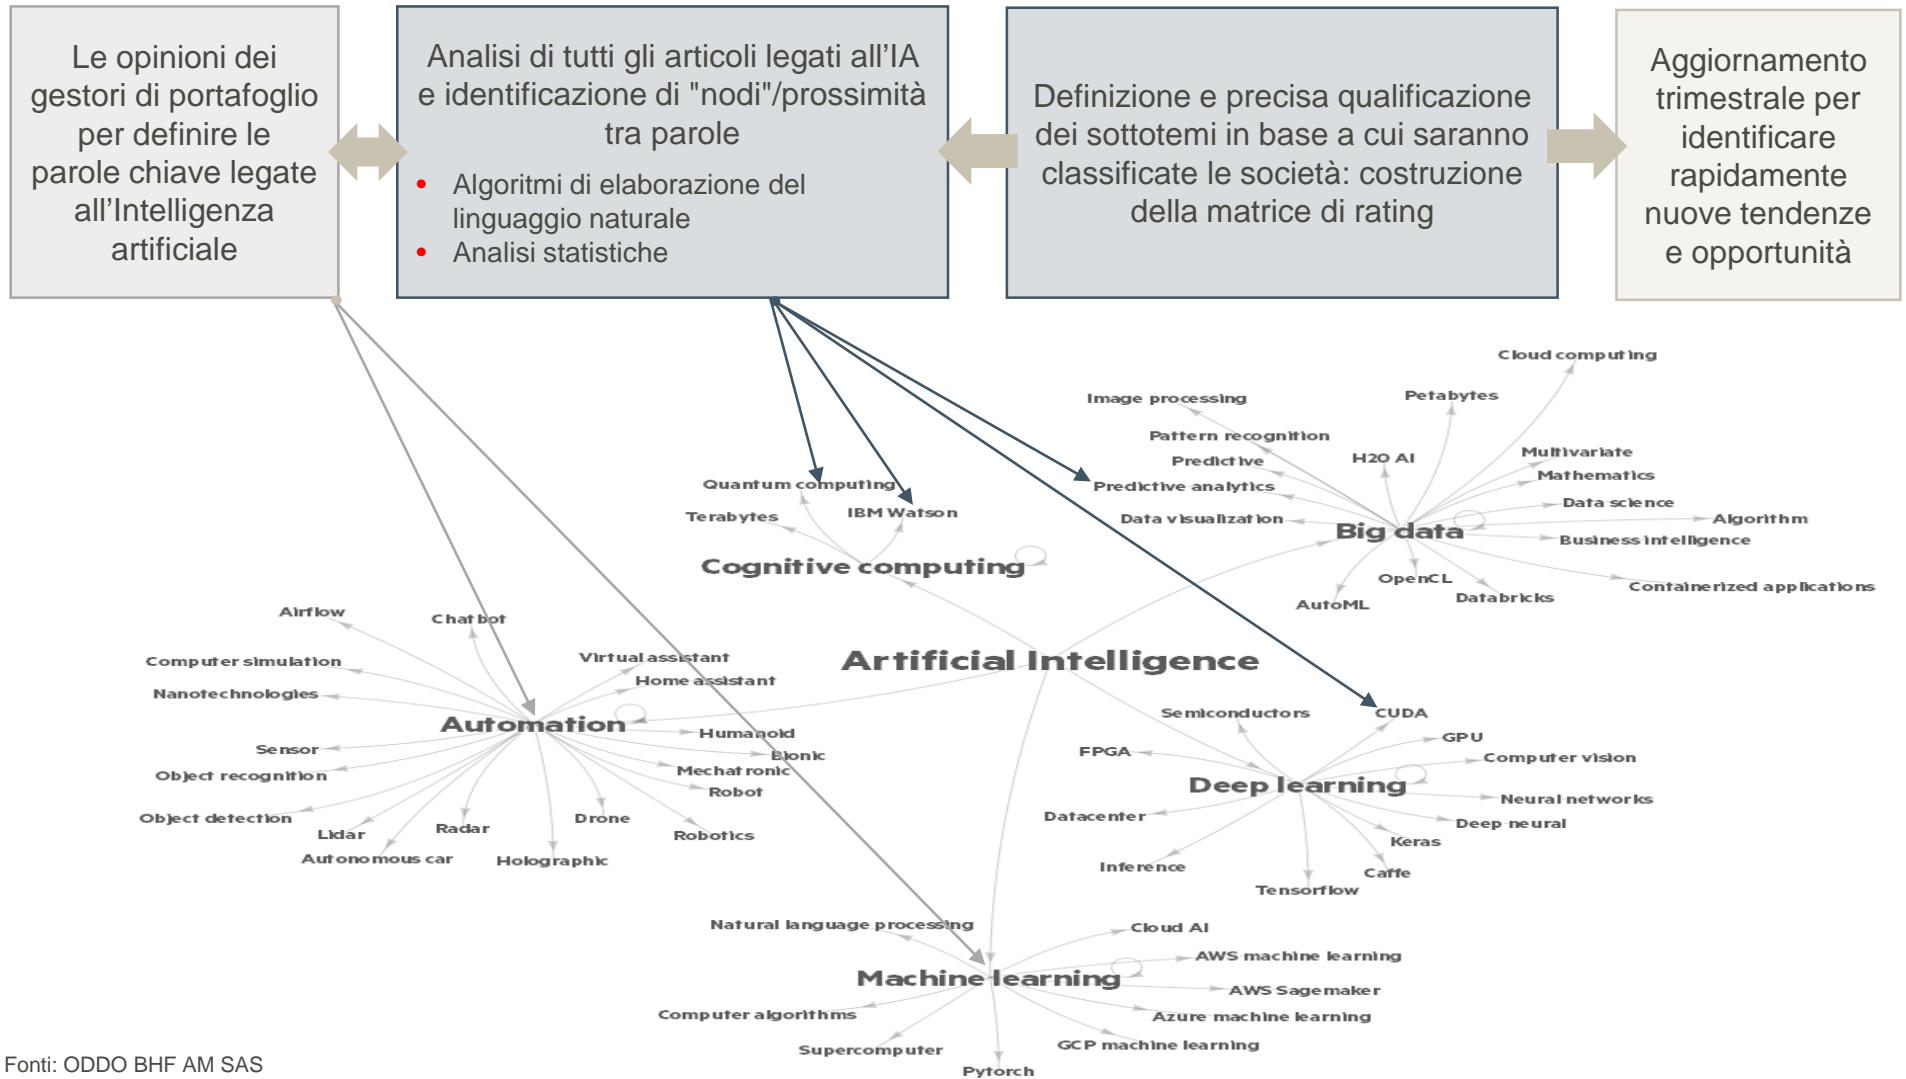 Le opinioni dei
gestori di portafoglio
per definire le
parole chiave legate
all’Intelligenza
artificiale
Analisi di tutti gli articoli legati all’IA
e identificazione di "nodi"/prossimità
tra parole
• Algoritmi di elaborazione del
linguaggio naturale
• Analisi statistiche
Definizione e precisa qualificazione
dei sottotemi in base a cui saranno
classificate le società: costruzione
della matrice di rating
Aggiornamento
trimestrale per
identificare
rapidamente
nuove tendenze
e opportunità
Cloud computing
Image processing
Petabytes
Pattern recognition
Predictive
H2O AI
Multivariate
Mathematics
Predictive analytics
Data science
Data visualization
Big data
Algorithm
Business intelligence
OpenCL
Containerized applications
AutoML
Databricks
Quantum computing
Terabytes
IBM Watson
Cognitive computing
Artificial Intelligence
Airflow
Chatbot
Computer simulation
Virtual assistant
Nanotechnologies
Home assistant
Automation
Humanoid
Sensor
Bionic
Object recognition
Mechatronic
Robot
Object detection
Lidar
Radar
Drone
Robotics
Autonomous car
Holographic
Semiconductors
CUDA
FPGA
GPU
Computer vision
Deep learning
Neural networks
Datacenter
Deep neural
Keras
Inference
Caffe
Tensorflow
Natural language processing
Cloud AI
AWS machine learning
Machine learning
AWS Sagemaker
Computer algorithms
Azure machine learning
Supercomputer
GCP machine learning
Pytorch
Fonti: ODDO BHF AM SAS